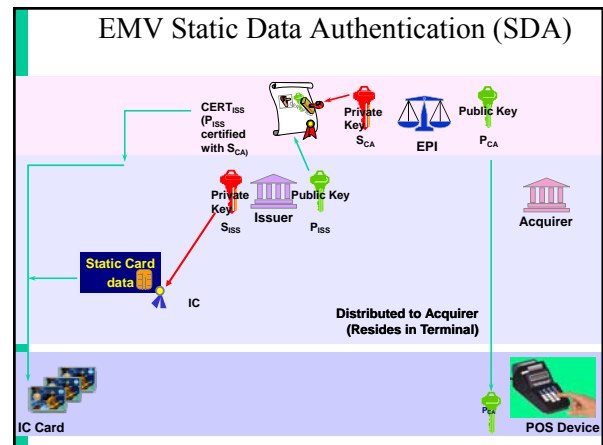 EMV Static Data Authentication (SDA)
CERTISS
(PISS
certified
with SCA)
Private
Key
SCA
EPI
Public Key
PCA
Private
Key
SISS
Issuer
Public Key
PISS
Acquirer
Static Card
data
IC
Distributed to Acquirer
(Resides in Terminal)
IC Card
PCA
POS Device